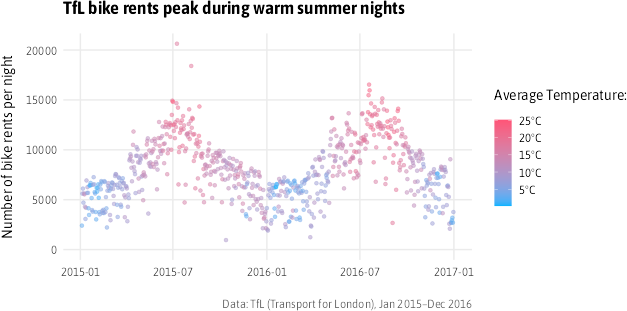 TfL bike rents peak during warm summer nights
Number of bike rents per night
20000
15000
10000
5000
0
2015-01
2015-07
2016-01
2016-07
2017-01
Average Temperature:
25°C
20°C
15°C
10°C
5°C
Data: TfL (Transport for London), Jan 2015–Dec 2016